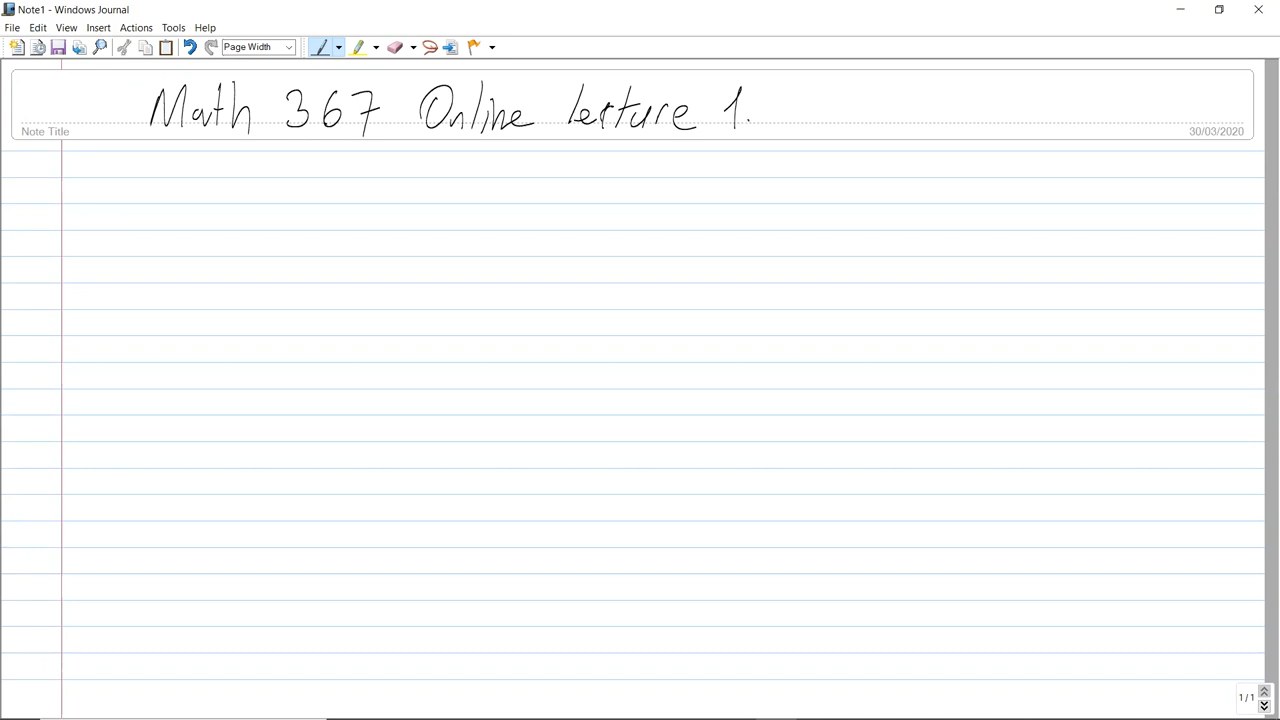 Note1 - Windows Journal
File Edit View Insert Actions Tools Help
Page Width
Math 367 Online lecture 1.
Note Title
30/03/2020
1/1